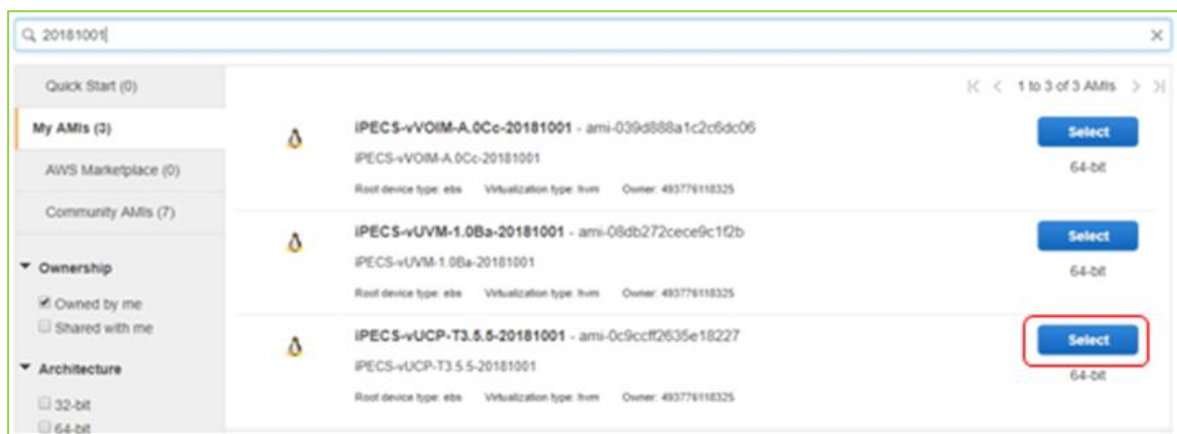 20181001
Quick Start (0)
1 to 3 of 3 AMIs
My AMIs (3)
iPECS-vVOIM-A.0Cc-20181001 - ami-039d888a1c2c6dc06
Select
iPECS-vVOIM-A.0Cc-20181001
64-bit
AWS Marketplace (0)
Root device type: ebs Virtualization type: hvm Owner: 493776118325
Community AMIs (7)
iPECS-vUVM-1.0Ba-20181001 - ami-08db272cece9c1f2b
Select
iPECS-vUVM-1.0Ba-20181001
64-bit
Ownership
Root device type: ebs Virtualization type: hvm Owner: 493776118325
Owned by me
Shared with me
iPECS-vUCP-T3.5.5-20181001 - ami-0c9ccff2635e18227
Select
iPECS-vUCP-T3.5.5-20181001
64-bit
Architecture
Root device type: ebs Virtualization type: hvm Owner: 493776118325
32-bit
64-bit